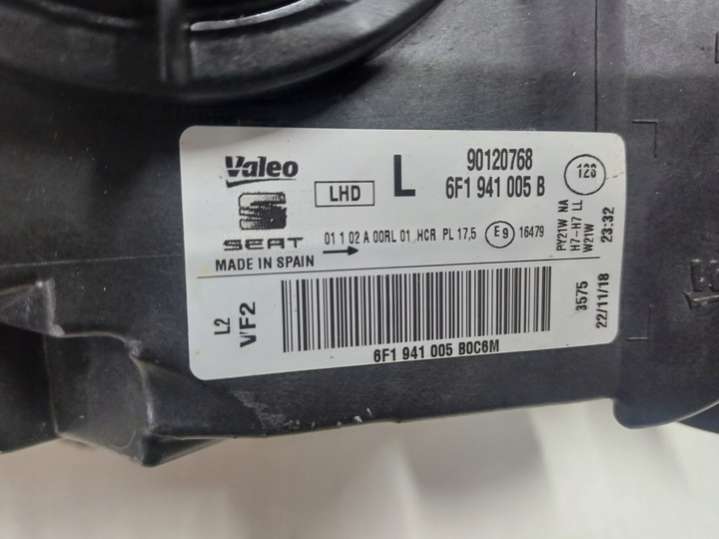 Valeo
LHD
L
90120768
6F1 941 005 B
128
SEAT
MADE IN SPAIN
01 1 02 A 00RL 01 HCR PL 17,5
E9
16479
PY21W NA
H7-H7 LL
W21W
23:32
3575
22/11/18
L2
VF2
6F1 941 005 B0C6M